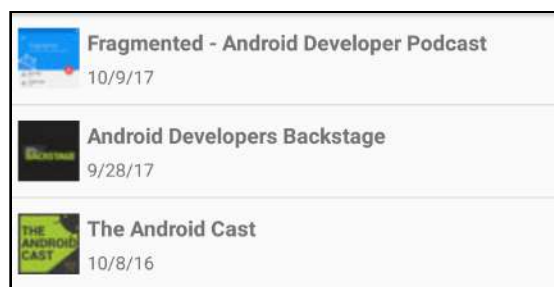 Fragmented - Android Developer Podcast
10/9/17
BACKSTAGE
Android Developers Backstage
9/28/17
THE
ANDROID
CAST
The Android Cast
10/8/16